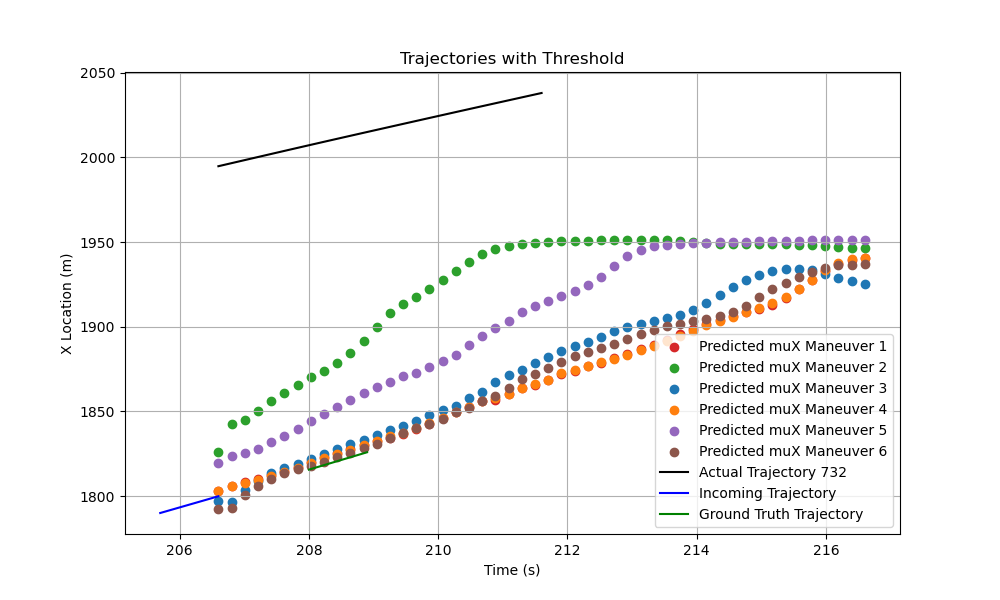 Trajectories with Threshold
X Location (m)
2050
2000
1950
1900
1850
1800
206
208
210
212
214
216
Time (s)
Predicted muX Maneuver 1
Predicted muX Maneuver 2
Predicted muX Maneuver 3
Predicted muX Maneuver 4
Predicted muX Maneuver 5
Predicted muX Maneuver 6
Actual Trajectory 732
Incoming Trajectory
Ground Truth Trajectory